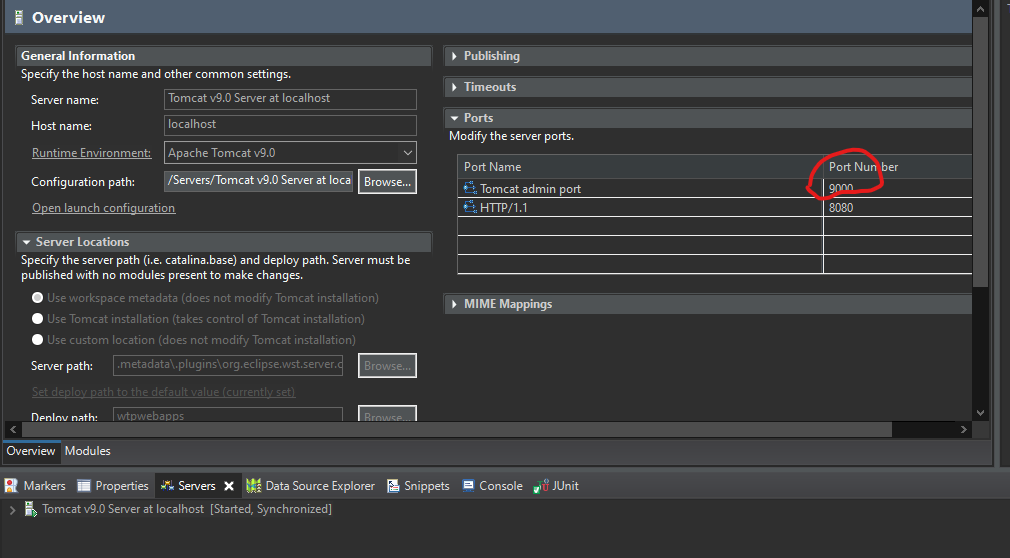 Overview
General Information
Specify the host name and other common settings.
Server name:
Tomcat v9.0 Server at localhost
Host name:
localhost
Runtime Environment:
Apache Tomcat v9.0
Configuration path:
/Servers/Tomcat v9.0 Server at loca
Browse...
Open launch configuration
Server Locations
Specify the server path (i.e. catalina.base) and deploy path. Server must be
published with no modules present to make changes.
Use workspace metadata (does not modify Tomcat installation)
Use Tomcat installation (takes control of Tomcat installation)
Use custom location (does not modify Tomcat installation)
Server path:
.metadata\.plugins\org.eclipse.wst.server.c
Browse...
Set deploy path to the default value (currently set)
Deploy path:
wtpwebapps
Browse...
Publishing
Timeouts
Ports
Modify the server ports.
Port Name
Port Number
Tomcat admin port
9000
HTTP/1.1
8080
MIME Mappings
Overview
Modules
Markers
Properties
Servers
Data Source Explorer
Snippets
Console
JUnit
Tomcat v9.0 Server at localhost [Started, Synchronized]